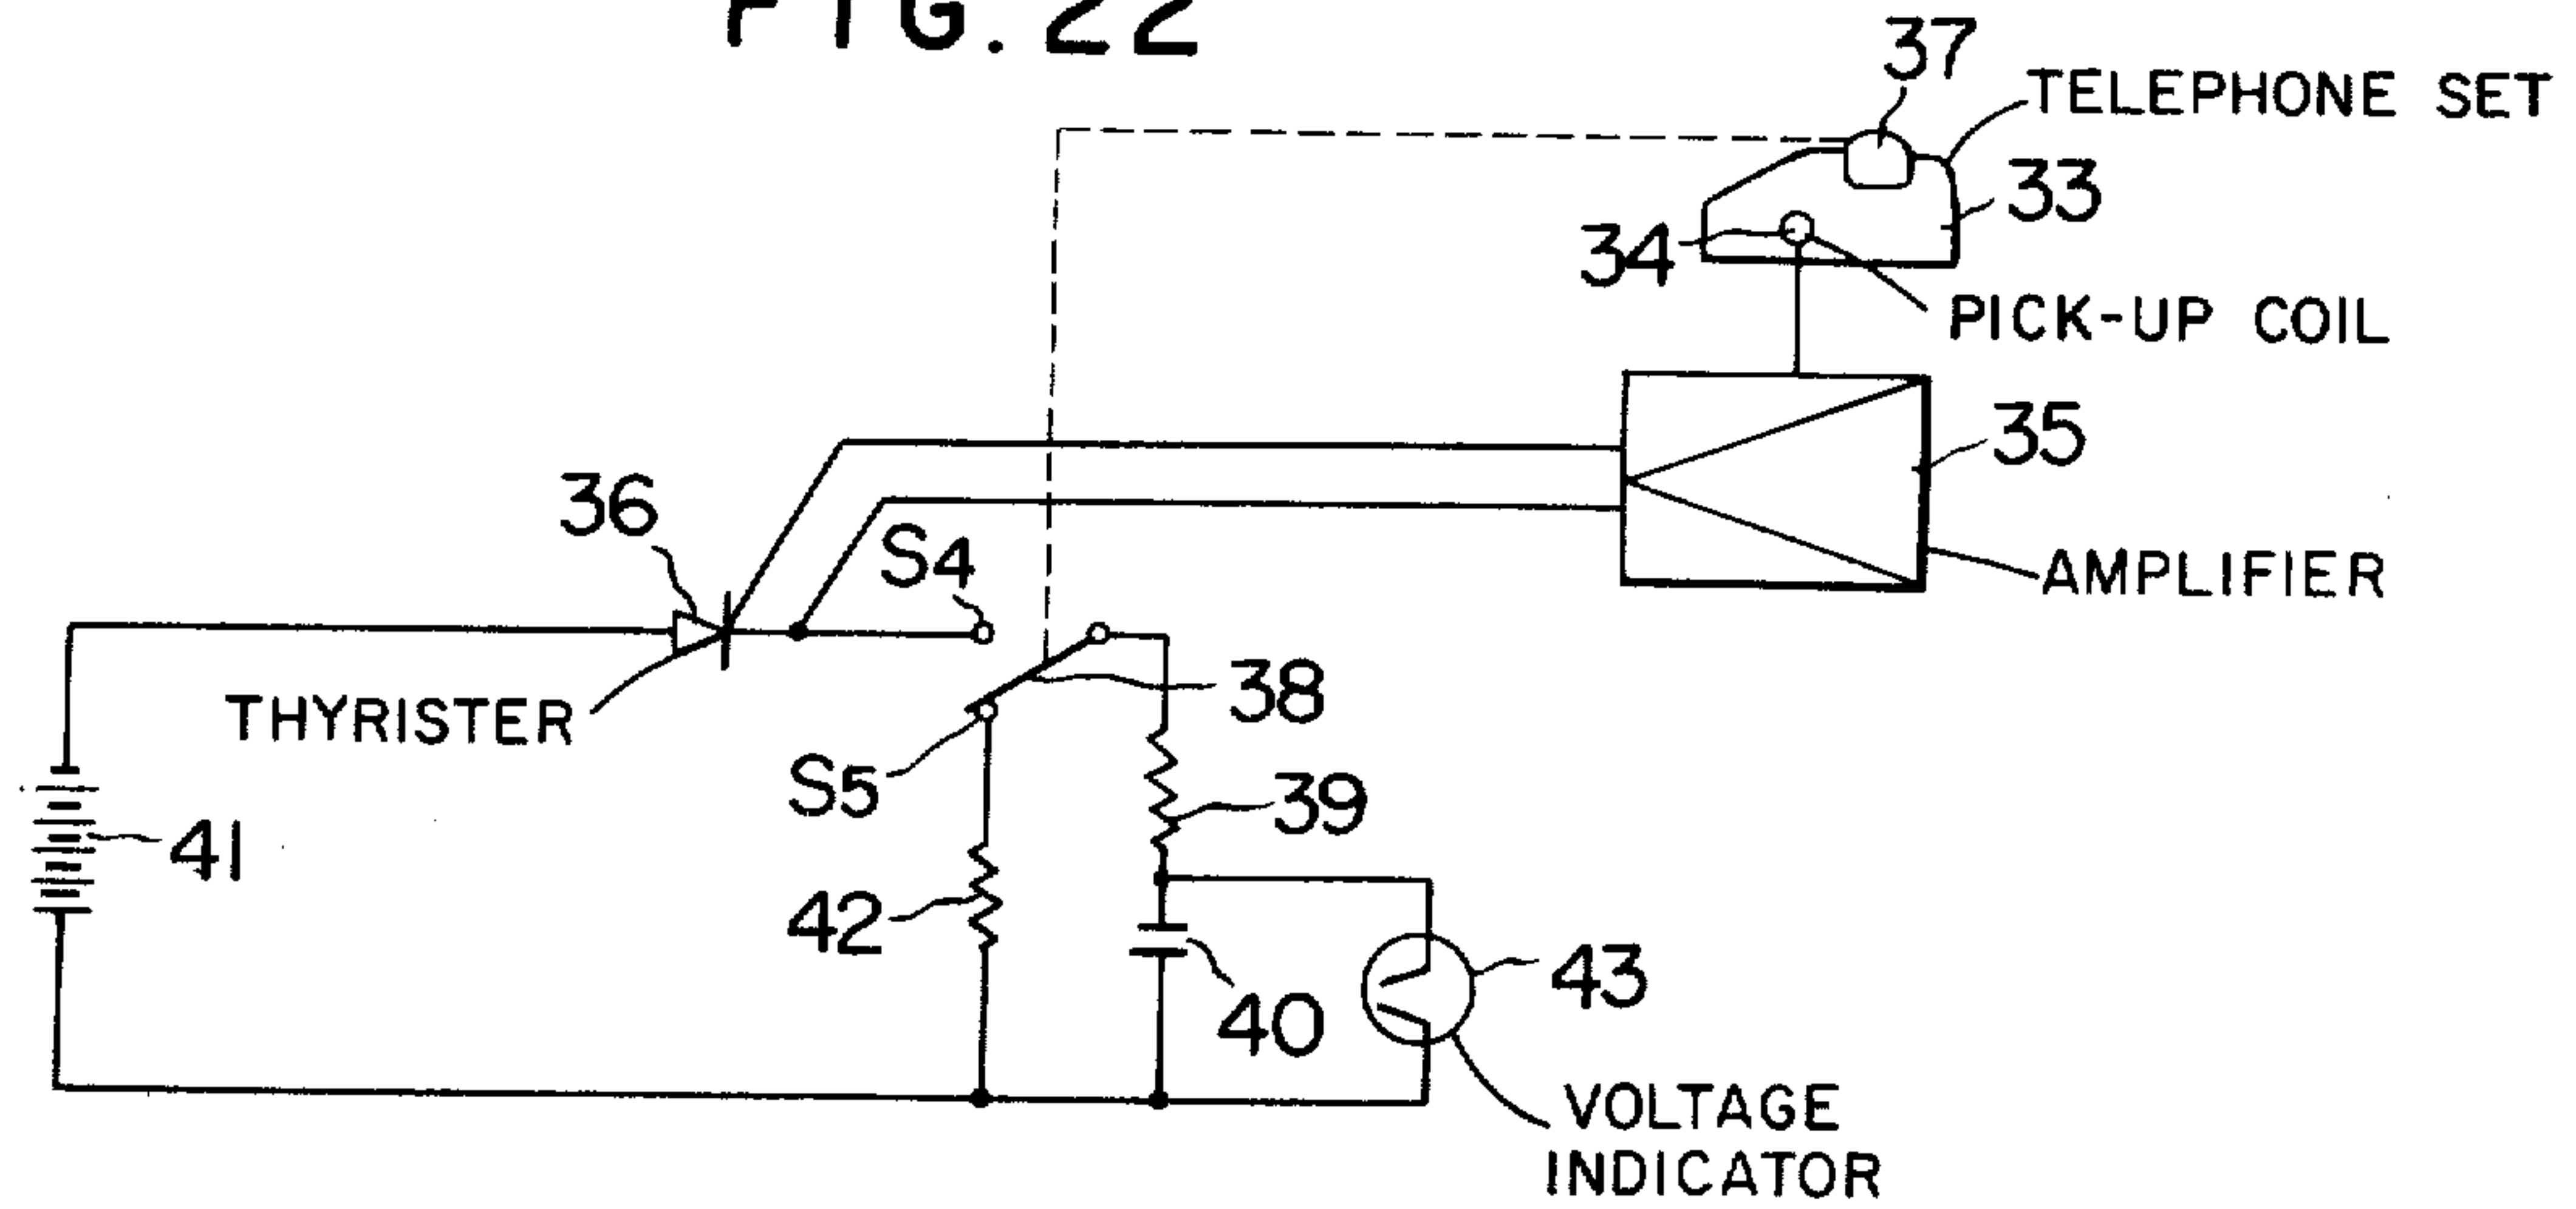 FIG. 22
37
TELEPHONE SET
33
34
PICK-UP COIL
35
36
S4
AMPLIFIER
38
THYRISTER
S5
39
41
42
43
40
VOLTAGE
INDICATOR